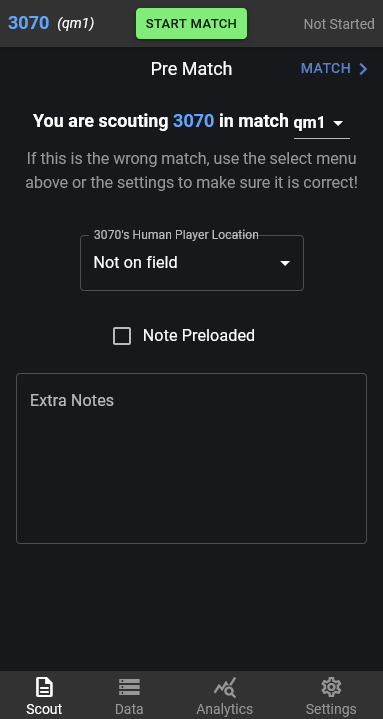 3070 (qm1) START MATCH Not Started
Pre Match MATCH
You are scouting 3070 in match qm1
If this is the wrong match, use the select menu
above or the settings to make sure it is correct!
3070's Human Player Location
Not on field
Note Preloaded
Extra Notes
Scout Data Analytics Settings